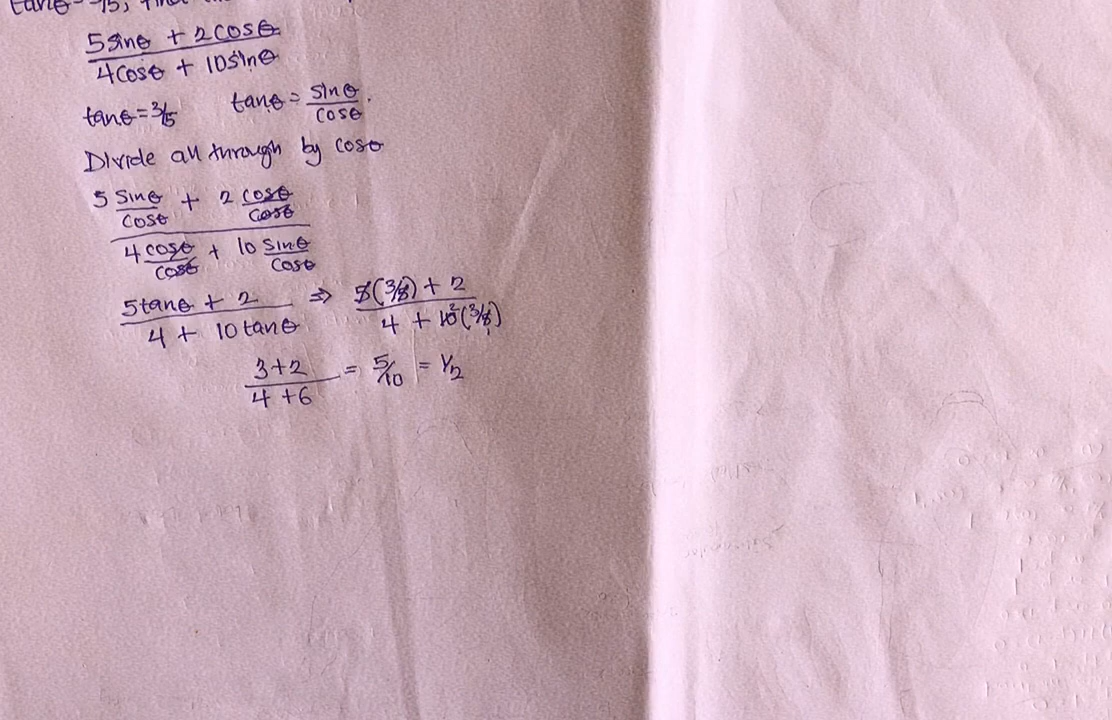 5sinθ + 2cosθ
4cosθ + 10sinθ
tanθ = 3/5 tanθ = sinθ/cosθ.
Divide all through by cosθ
5 sinθ/cosθ + 2 cosθ/cosθ
4 cosθ/cosθ + 10 sinθ/cosθ
5tanθ + 2 ⇒ 5(3/5) + 2
4 + 10tanθ 4 + 10²(3/5)
3+2 = 5/10 = 1/2
4+6